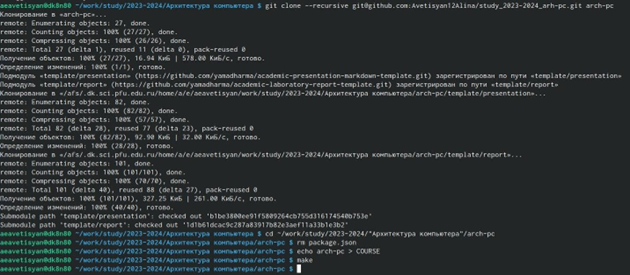 aeavetisyan@dk8n80 ~/work/study/2023-2024/Архитектура компьютера $ git clone --recursive git@github.com:Avetisyan12Alina/study_2023-2024_arh-pc.git arch-pc
Клонирование в «arch-pc»...
remote: Enumerating objects: 27, done.
remote: Counting objects: 100% (27/27), done.
remote: Compressing objects: 100% (26/26), done.
remote: Total 27 (delta 1), reused 11 (delta 0), pack-reused 0
Получение объектов: 100% (27/27), 16.94 КиБ | 578.00 КиБ/с, готово.
Определение изменений: 100% (1/1), готово.
Подмодуль «template/presentation» (https://github.com/yamadharma/academic-presentation-markdown-template.git) зарегистрирован по пути «template/presentation»
Подмодуль «template/report» (https://github.com/yamadharma/academic-laboratory-report-template.git) зарегистрирован по пути «template/report»
Клонирование в «/afs/.dk.sci.pfu.edu.ru/home/a/e/aeavetisyan/work/study/2023-2024/Архитектура компьютера/arch-pc/template/presentation»...
remote: Enumerating objects: 82, done.
remote: Counting objects: 100% (82/82), done.
remote: Compressing objects: 100% (57/57), done.
remote: Total 82 (delta 28), reused 77 (delta 23), pack-reused 0
Получение объектов: 100% (82/82), 92.90 КиБ | 32.00 КиБ/с, готово.
Определение изменений: 100% (28/28), готово.
Клонирование в «/afs/.dk.sci.pfu.edu.ru/home/a/e/aeavetisyan/work/study/2023-2024/Архитектура компьютера/arch-pc/template/report»...
remote: Enumerating objects: 101, done.
remote: Counting objects: 100% (101/101), done.
remote: Compressing objects: 100% (70/70), done.
remote: Total 101 (delta 40), reused 88 (delta 27), pack-reused 0
Получение объектов: 100% (101/101), 327.25 КиБ | 261.00 КиБ/с, готово.
Определение изменений: 100% (40/40), готово.
Submodule path 'template/presentation': checked out 'b1be3800ee91f5809264cb755d316174540b753e'
Submodule path 'template/report': checked out '1d1b61dcac9c287a83917b82e3aef11a33b1e3b2'
aeavetisyan@dk8n80 ~/work/study/2023-2024/Архитектура компьютера $ cd ~/work/study/2023-2024/"Архитектура компьютера"/arch-pc
aeavetisyan@dk8n80 ~/work/study/2023-2024/Архитектура компьютера/arch-pc $ rm package.json
aeavetisyan@dk8n80 ~/work/study/2023-2024/Архитектура компьютера/arch-pc $ echo arch-pc > COURSE
aeavetisyan@dk8n80 ~/work/study/2023-2024/Архитектура компьютера/arch-pc $ make
aeavetisyan@dk8n80 ~/work/study/2023-2024/Архитектура компьютера/arch-pc $